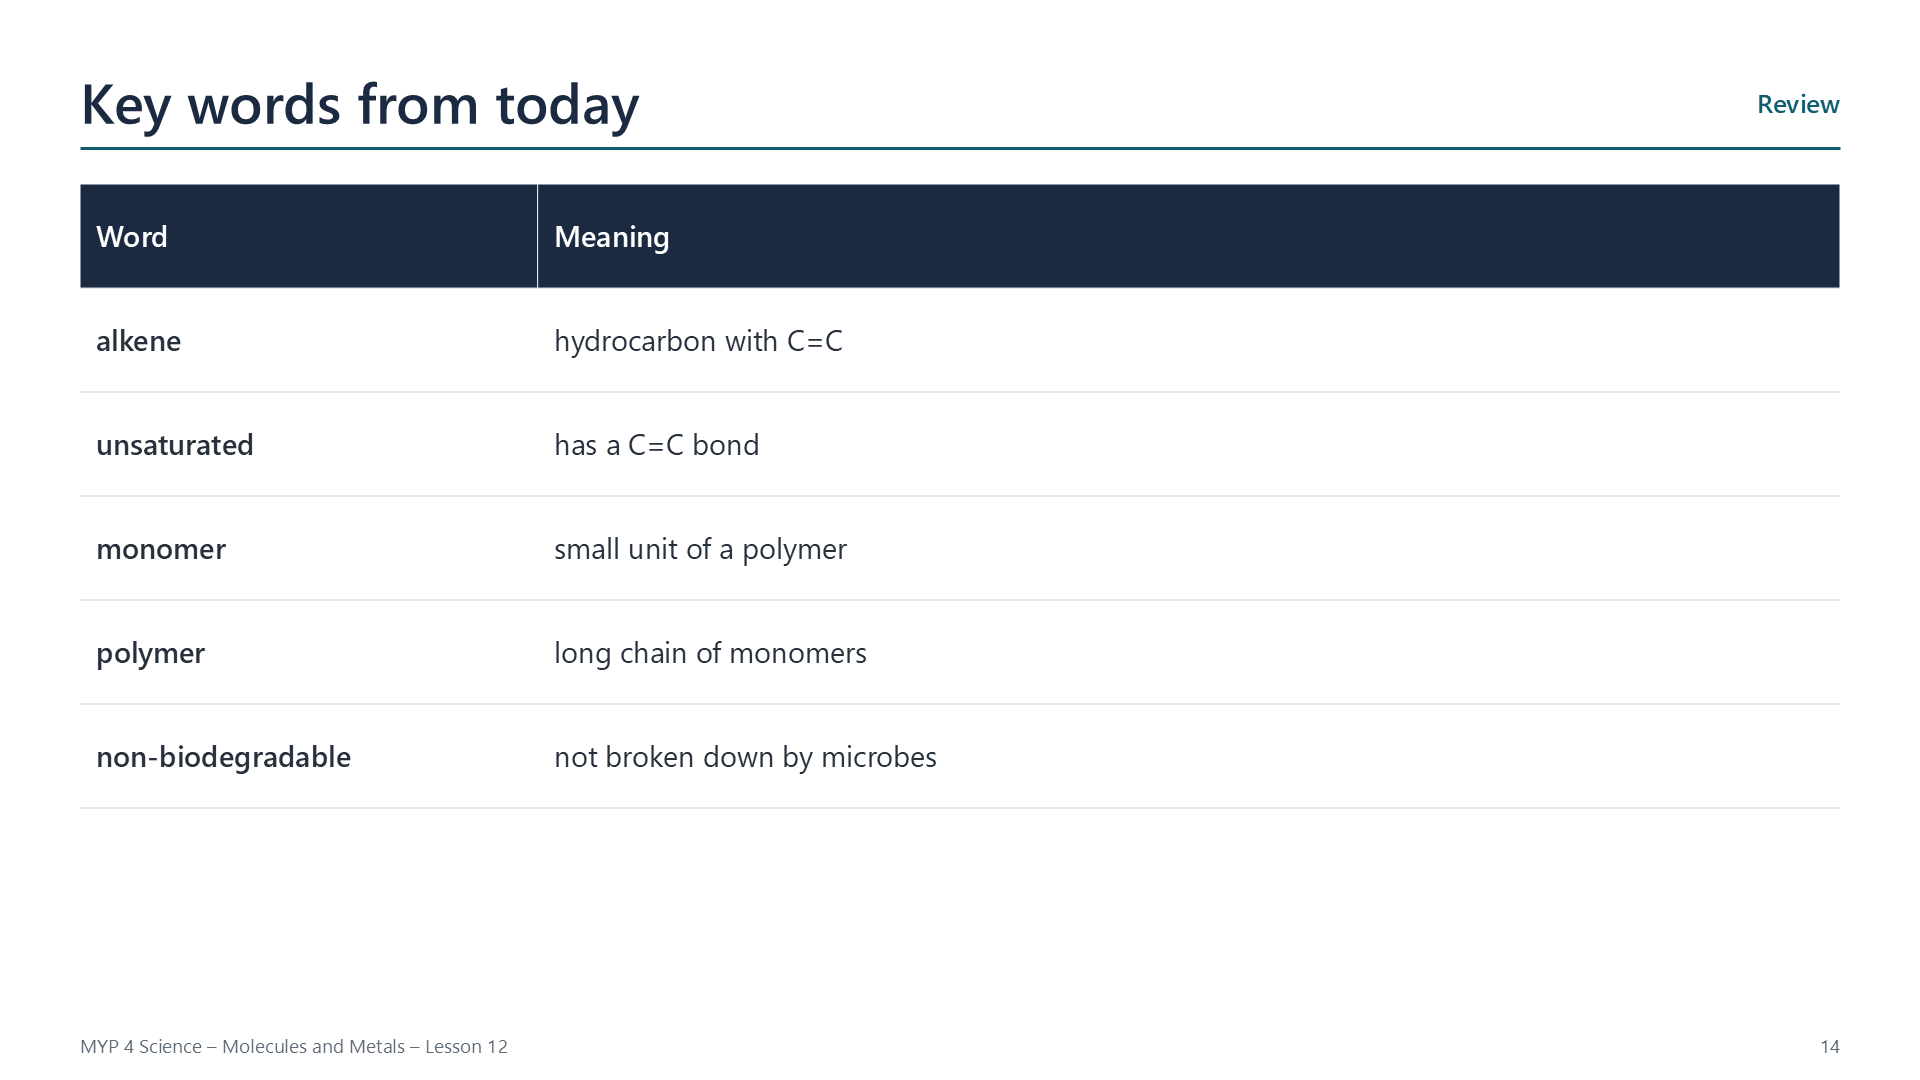 Key words from today
Review
Word Meaning
alkene hydrocarbon with C=C
unsaturated has a C=C bond
monomer small unit of a polymer
polymer long chain of monomers
non-biodegradable not broken down by microbes
MYP 4 Science – Molecules and Metals – Lesson 12
14